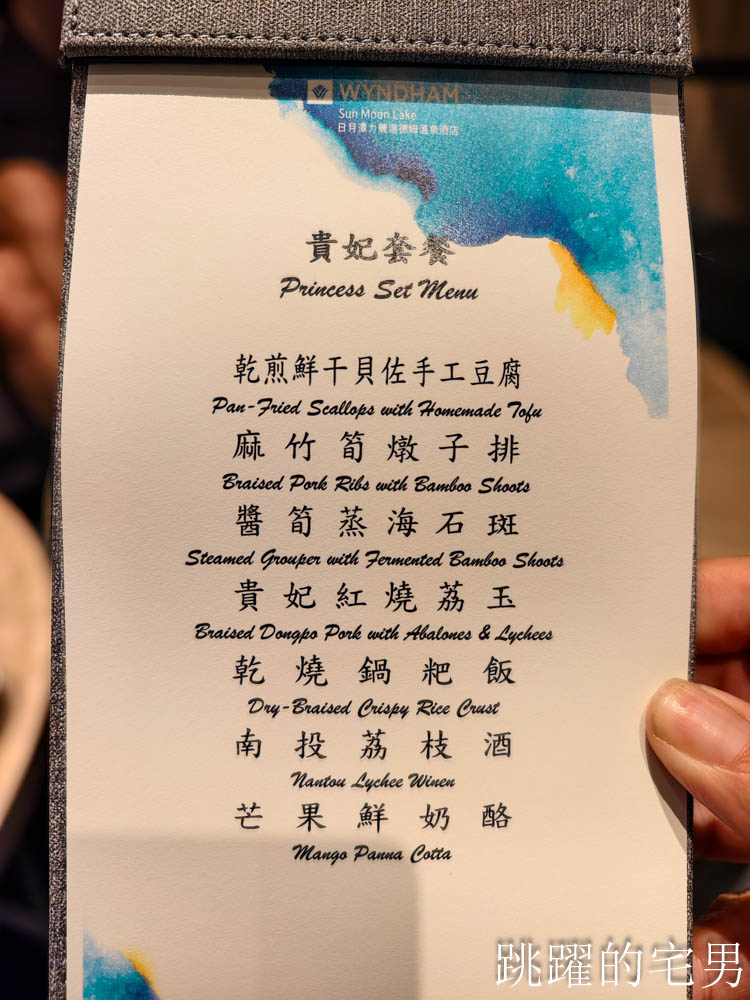 WYNDHAM
Sun Moon Lake
日月潭力麗溫德姆溫泉酒店
貴妃套餐
Princess Set Menu
乾煎鮮干貝佐手工豆腐
Pan-Fried Scallops with Homemade Tofu
麻竹筍燉子排
Braised Pork Ribs with Bamboo Shoots
醬筍蒸海石斑
Steamed Grouper with Fermented Bamboo Shoots
貴妃紅燒荔玉
Braised Dongpo Pork with Abalones & Lychees
乾燒鍋粑飯
Dry-Braised Crispy Rice Crust
南投荔枝酒
Nantou Lychee Winen
芒果鮮奶酪
Mango Panna Cotta
跳躍的宅男